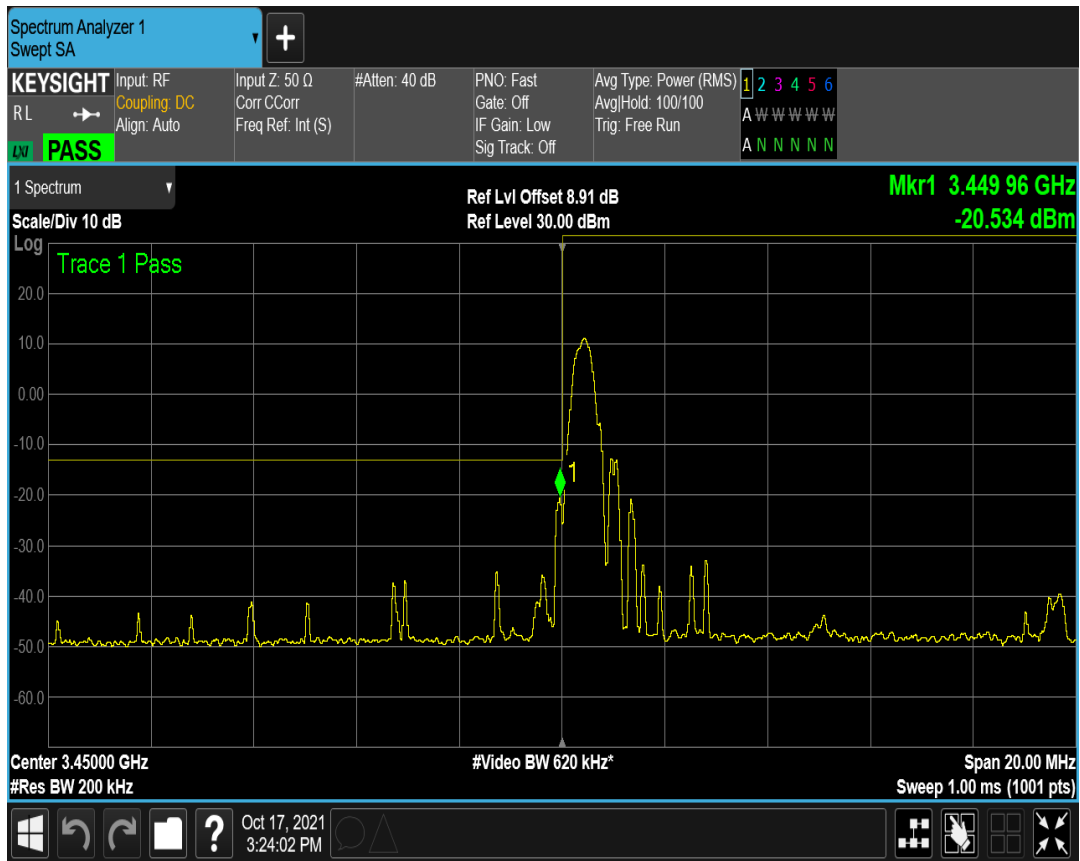 Spectrum Analyzer 1
Swept SA
+
KEYSIGHT
RL
LXI PASS
Input: RF
Coupling: DC
Align: Auto
Input Z: 50 Ω
Corr CCorr
Freq Ref: Int (S)
#Atten: 40 dB
PNO: Fast
Gate: Off
IF Gain: Low
Sig Track: Off
Avg Type: Power (RMS)
Avg|Hold: 100/100
Trig: Free Run
1 2 3 4 5 6
A W W W W W
A N N N N N
1 Spectrum
Scale/Div 10 dB
Ref Lvl Offset 8.91 dB
Ref Level 30.00 dBm
Mkr1 3.449 96 GHz
-20.534 dBm
Log
Trace 1 Pass
20.0
10.0
0.00
-10.0
1
-20.0
-30.0
-40.0
-50.0
-60.0
Center 3.45000 GHz
#Res BW 200 kHz
#Video BW 620 kHz*
Span 20.00 MHz
Sweep 1.00 ms (1001 pts)
?
Oct 17, 2021
3:24:02 PM